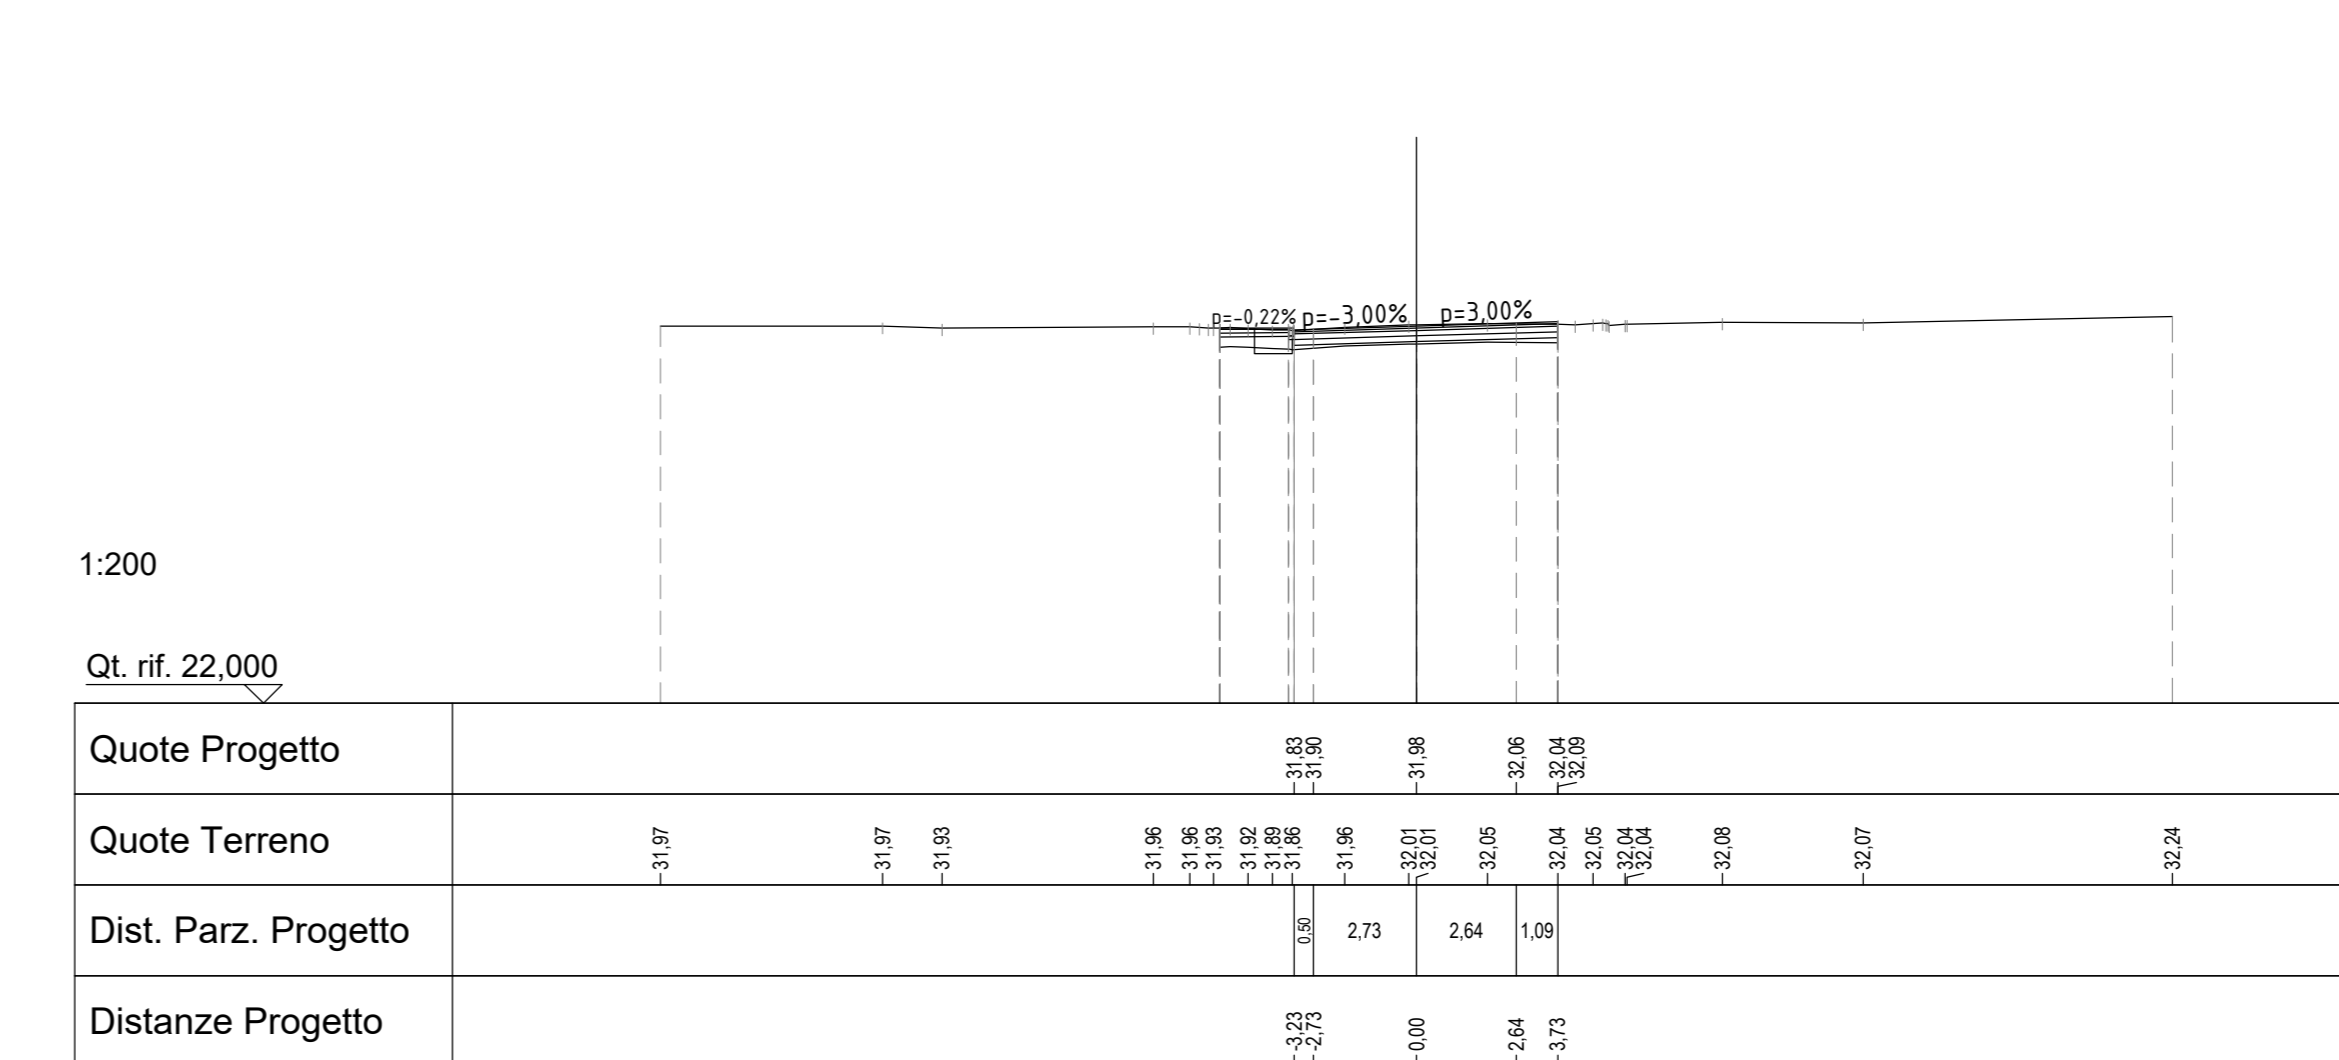 p=-0,22% p=-3,00% p=3,00%
1:200
Qt. rif. 22,000
Quote Progetto 31,83 31,90 31,98 32,06 32,04 32,09
Quote Terreno 31,97 31,97 31,93 31,96 31,96 31,93 31,92 31,89 31,86 31,96 32,01 32,01 32,05 32,04 32,05 32,04 32,04 32,08 32,07 32,24
Dist. Parz. Progetto 0,50 2,73 2,64 1,09
Distanze Progetto -3,23 -2,73 0,00 2,64 3,73